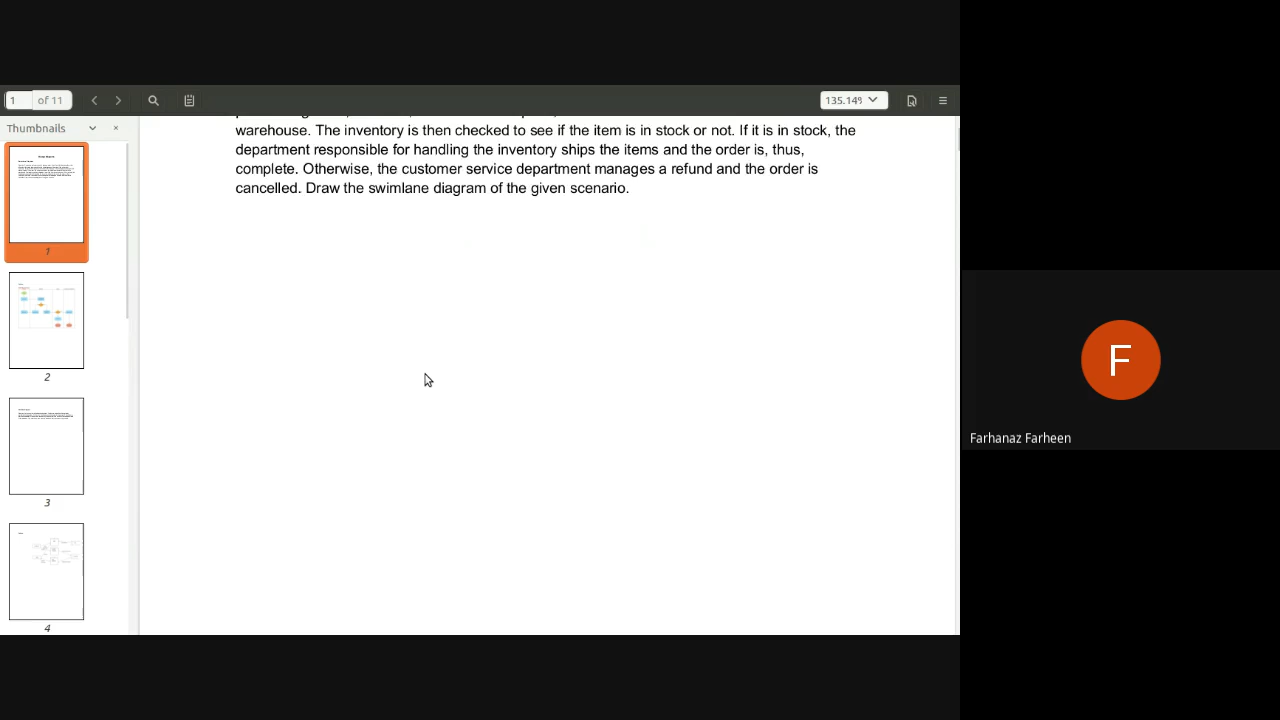 1 of 11
135.149
Thumbnails
warehouse. The inventory is then checked to see if the item is in stock or not. If it is in stock, the
department responsible for handling the inventory ships the items and the order is, thus,
complete. Otherwise, the customer service department manages a refund and the order is
cancelled. Draw the swimlane diagram of the given scenario.
1
2
3
4
F
Farhanaz Farheen